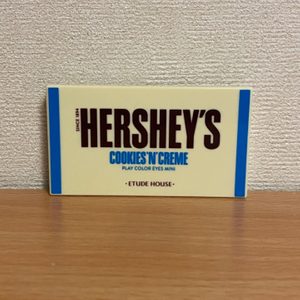 SINCE 1894
HERSHEY'S
COOKIES'N'CREME
PLAY COLOR EYES MINI
·ETUDE HOUSE·